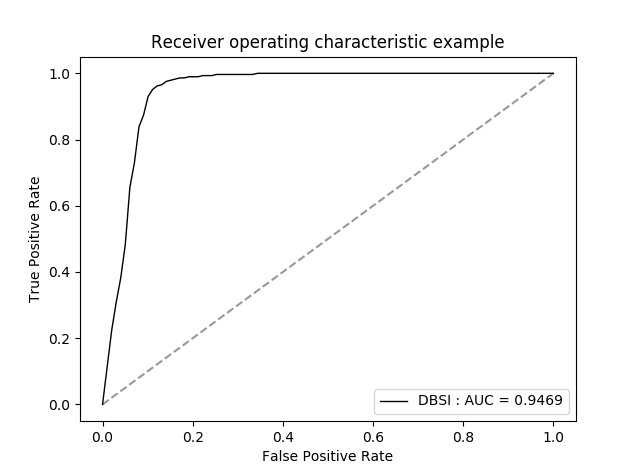 Receiver operating characteristic example
True Positive Rate
1.0
0.8
0.6
0.4
0.2
0.0
DBSI : AUC = 0.9469
0.0 0.2 0.4 0.6 0.8 1.0
False Positive Rate